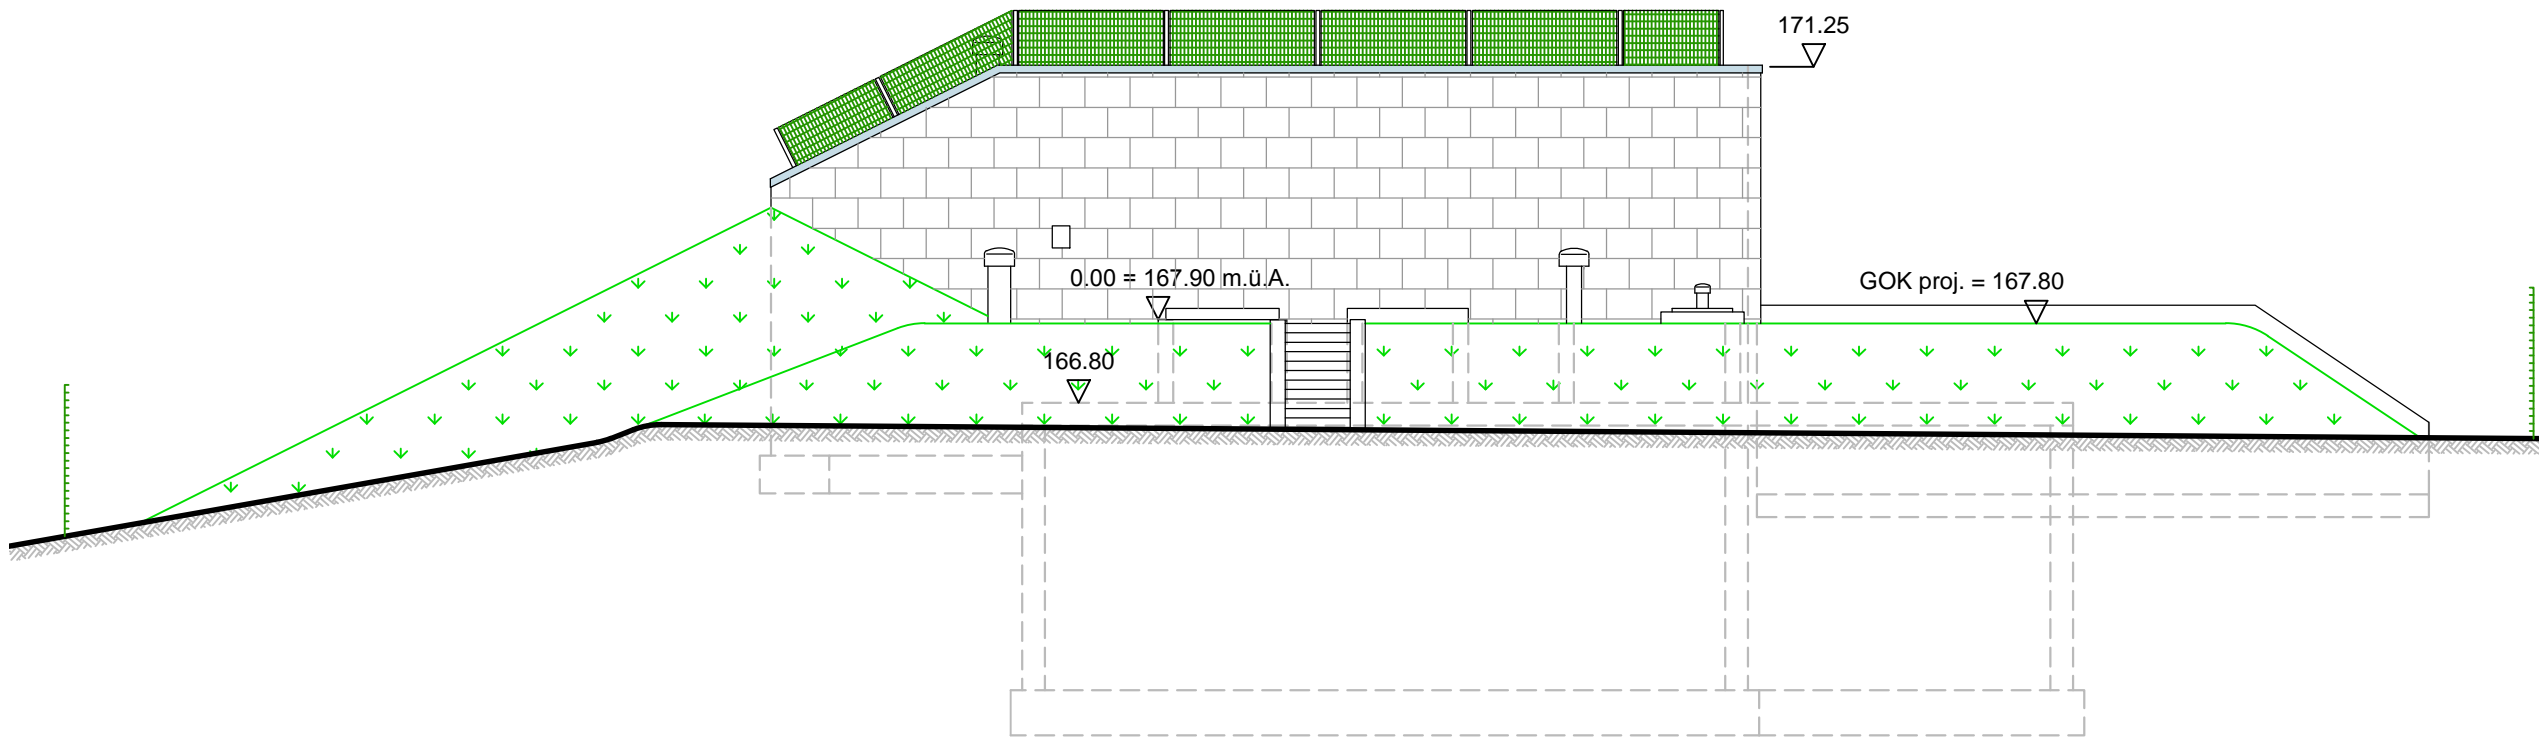 171.25
0.00 = 167.90 m.ü.A.
GOK proj. = 167.80
166.80